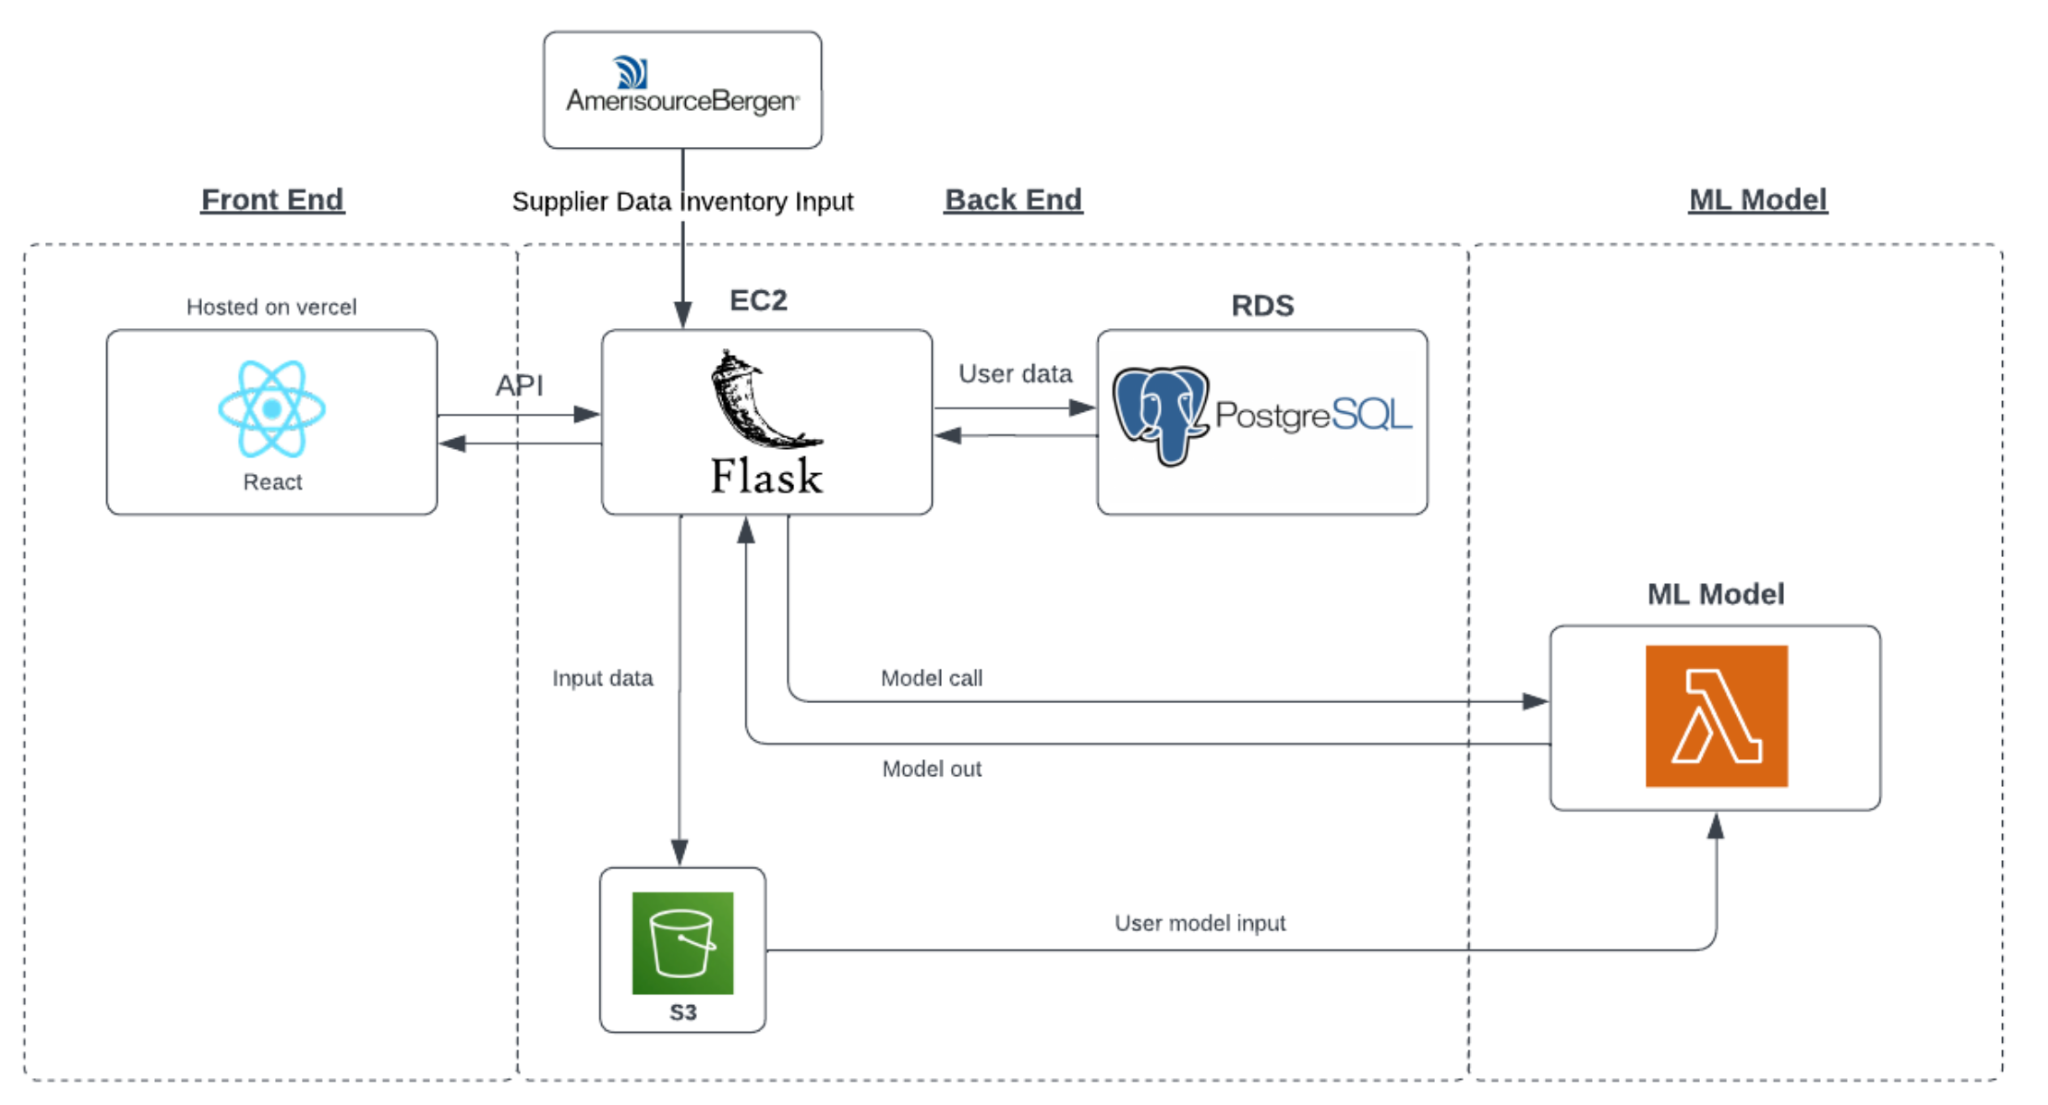 AmerisourceBergen
Supplier Data Inventory Input
Front End
Back End
ML Model
Hosted on vercel
React
API
EC2
Flask
User data
RDS
PostgreSQL
ML Model
Input data
Model call
Model out
User model input
S3